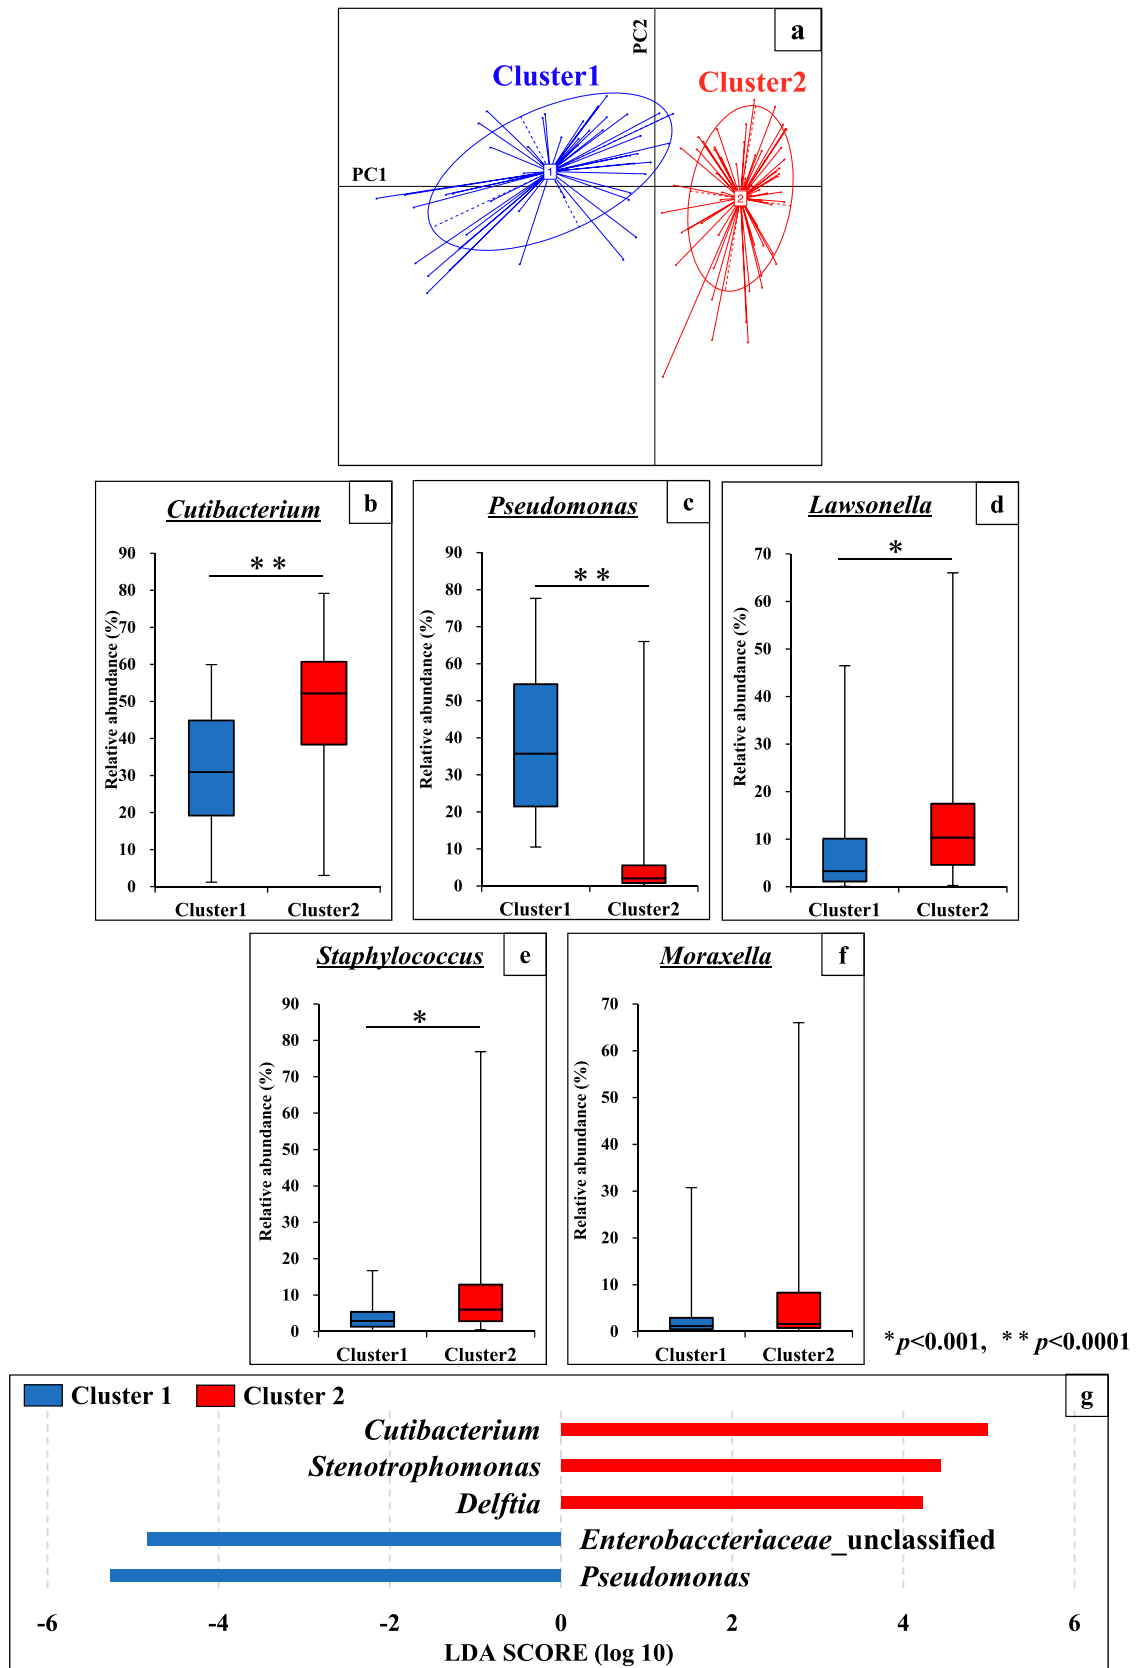 a
PC2
Cluster1
Cluster2
PC1
1
2
Cutibacterium
b
**
Relative abundance (%)
90
80
70
60
50
40
30
20
10
0
Cluster1
Cluster2
Pseudomonas
c
**
Relative abundance (%)
90
80
70
60
50
40
30
20
10
0
Cluster1
Cluster2
Lawsonella
d
*
Relative abundance (%)
70
60
50
40
30
20
10
0
Cluster1
Cluster2
Staphylococcus
e
*
Relative abundance (%)
90
80
70
60
50
40
30
20
10
0
Cluster1
Cluster2
Moraxella
f
Relative abundance (%)
70
60
50
40
30
20
10
0
Cluster1
Cluster2
*p<0.001, **p<0.0001
g
Cluster 1 Cluster 2
Cutibacterium
Stenotrophomonas
Delftia
Enterobaccteriaceae_unclassified
Pseudomonas
-6 -4 -2 0 2 4 6
LDA SCORE (log 10)